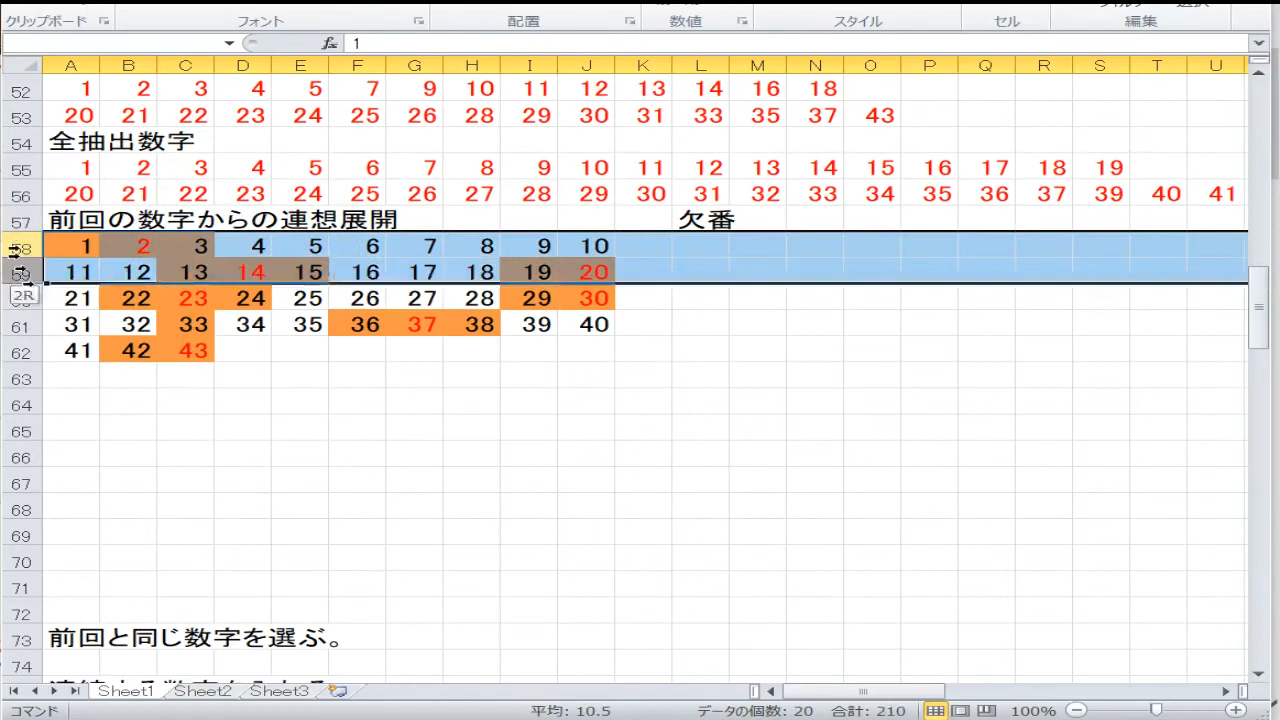 クリップボード フォント 配置 数値 スタイル セル 編集
fx 1
A B C D E F G H I J K L M N O P Q R S T U
52 1 2 3 4 5 7 9 10 11 12 13 14 16 18
53 20 21 22 23 24 25 26 28 29 30 31 33 35 37 43
54 全抽出数字
55 1 2 3 4 5 6 7 8 9 10 11 12 13 14 15 16 17 18 19
56 20 21 22 23 24 25 26 27 28 29 30 31 32 33 34 35 36 37 39 40 41
57 前回の数字からの連想展開 欠番
58 1 2 3 4 5 6 7 8 9 10
59 11 12 13 14 15 16 17 18 19 20
2R
21 22 23 24 25 26 27 28 29 30
61 31 32 33 34 35 36 37 38 39 40
62 41 42 43
63
64
65
66
67
68
69
70
71
72
73 前回と同じ数字を選ぶ。
74
Sheet1 Sheet2 Sheet3
コマンド 平均: 10.5 データの個数: 20 合計: 210 100%